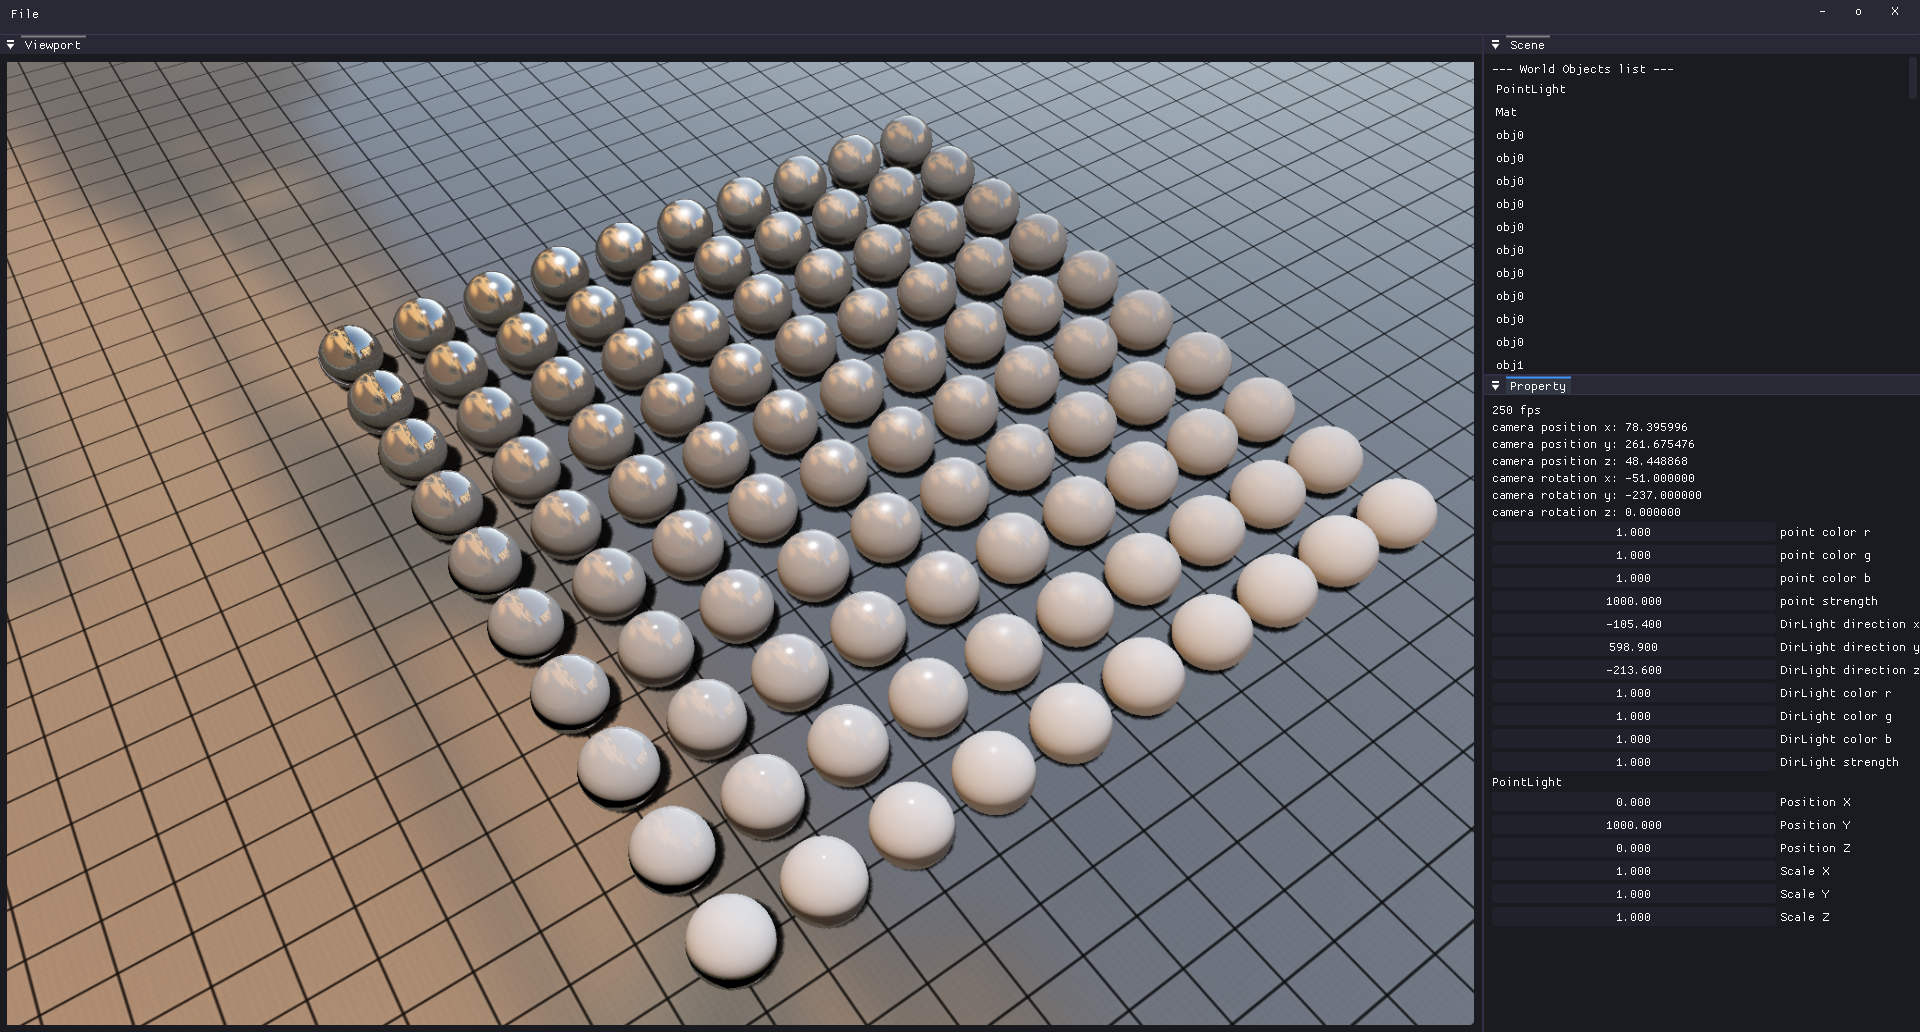 File
- o X
Viewport
Scene
--- World Objects list ---
PointLight
Mat
obj0
obj0
obj0
obj0
obj0
obj0
obj0
obj0
obj0
obj0
obj1
Property
250 fps
camera position x: 78.395996
camera position y: 261.675476
camera position z: 48.448868
camera rotation x: -51.000000
camera rotation y: -237.000000
camera rotation z: 0.000000
1.000 point color r
1.000 point color g
1.000 point color b
1000.000 point strength
-105.400 DirLight direction x
598.900 DirLight direction y
-213.600 DirLight direction z
1.000 DirLight color r
1.000 DirLight color g
1.000 DirLight color b
1.000 DirLight strength
PointLight
0.000 Position X
1000.000 Position Y
0.000 Position Z
1.000 Scale X
1.000 Scale Y
1.000 Scale Z